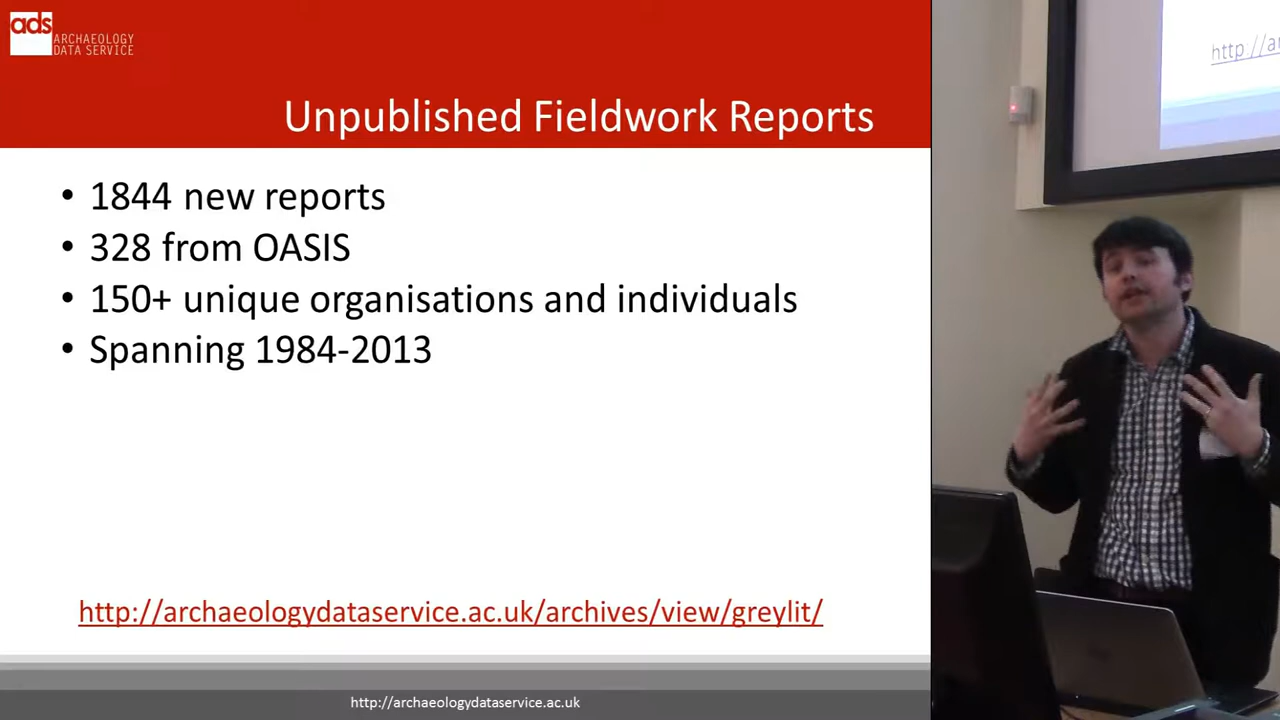 ads
ARCHAEOLOGY
DATA SERVICE
Unpublished Fieldwork Reports
• 1844 new reports
• 328 from OASIS
• 150+ unique organisations and individuals
• Spanning 1984-2013
http://archaeologydataservice.ac.uk/archives/view/greylit/
http://archaeologydataservice.ac.uk
http://a